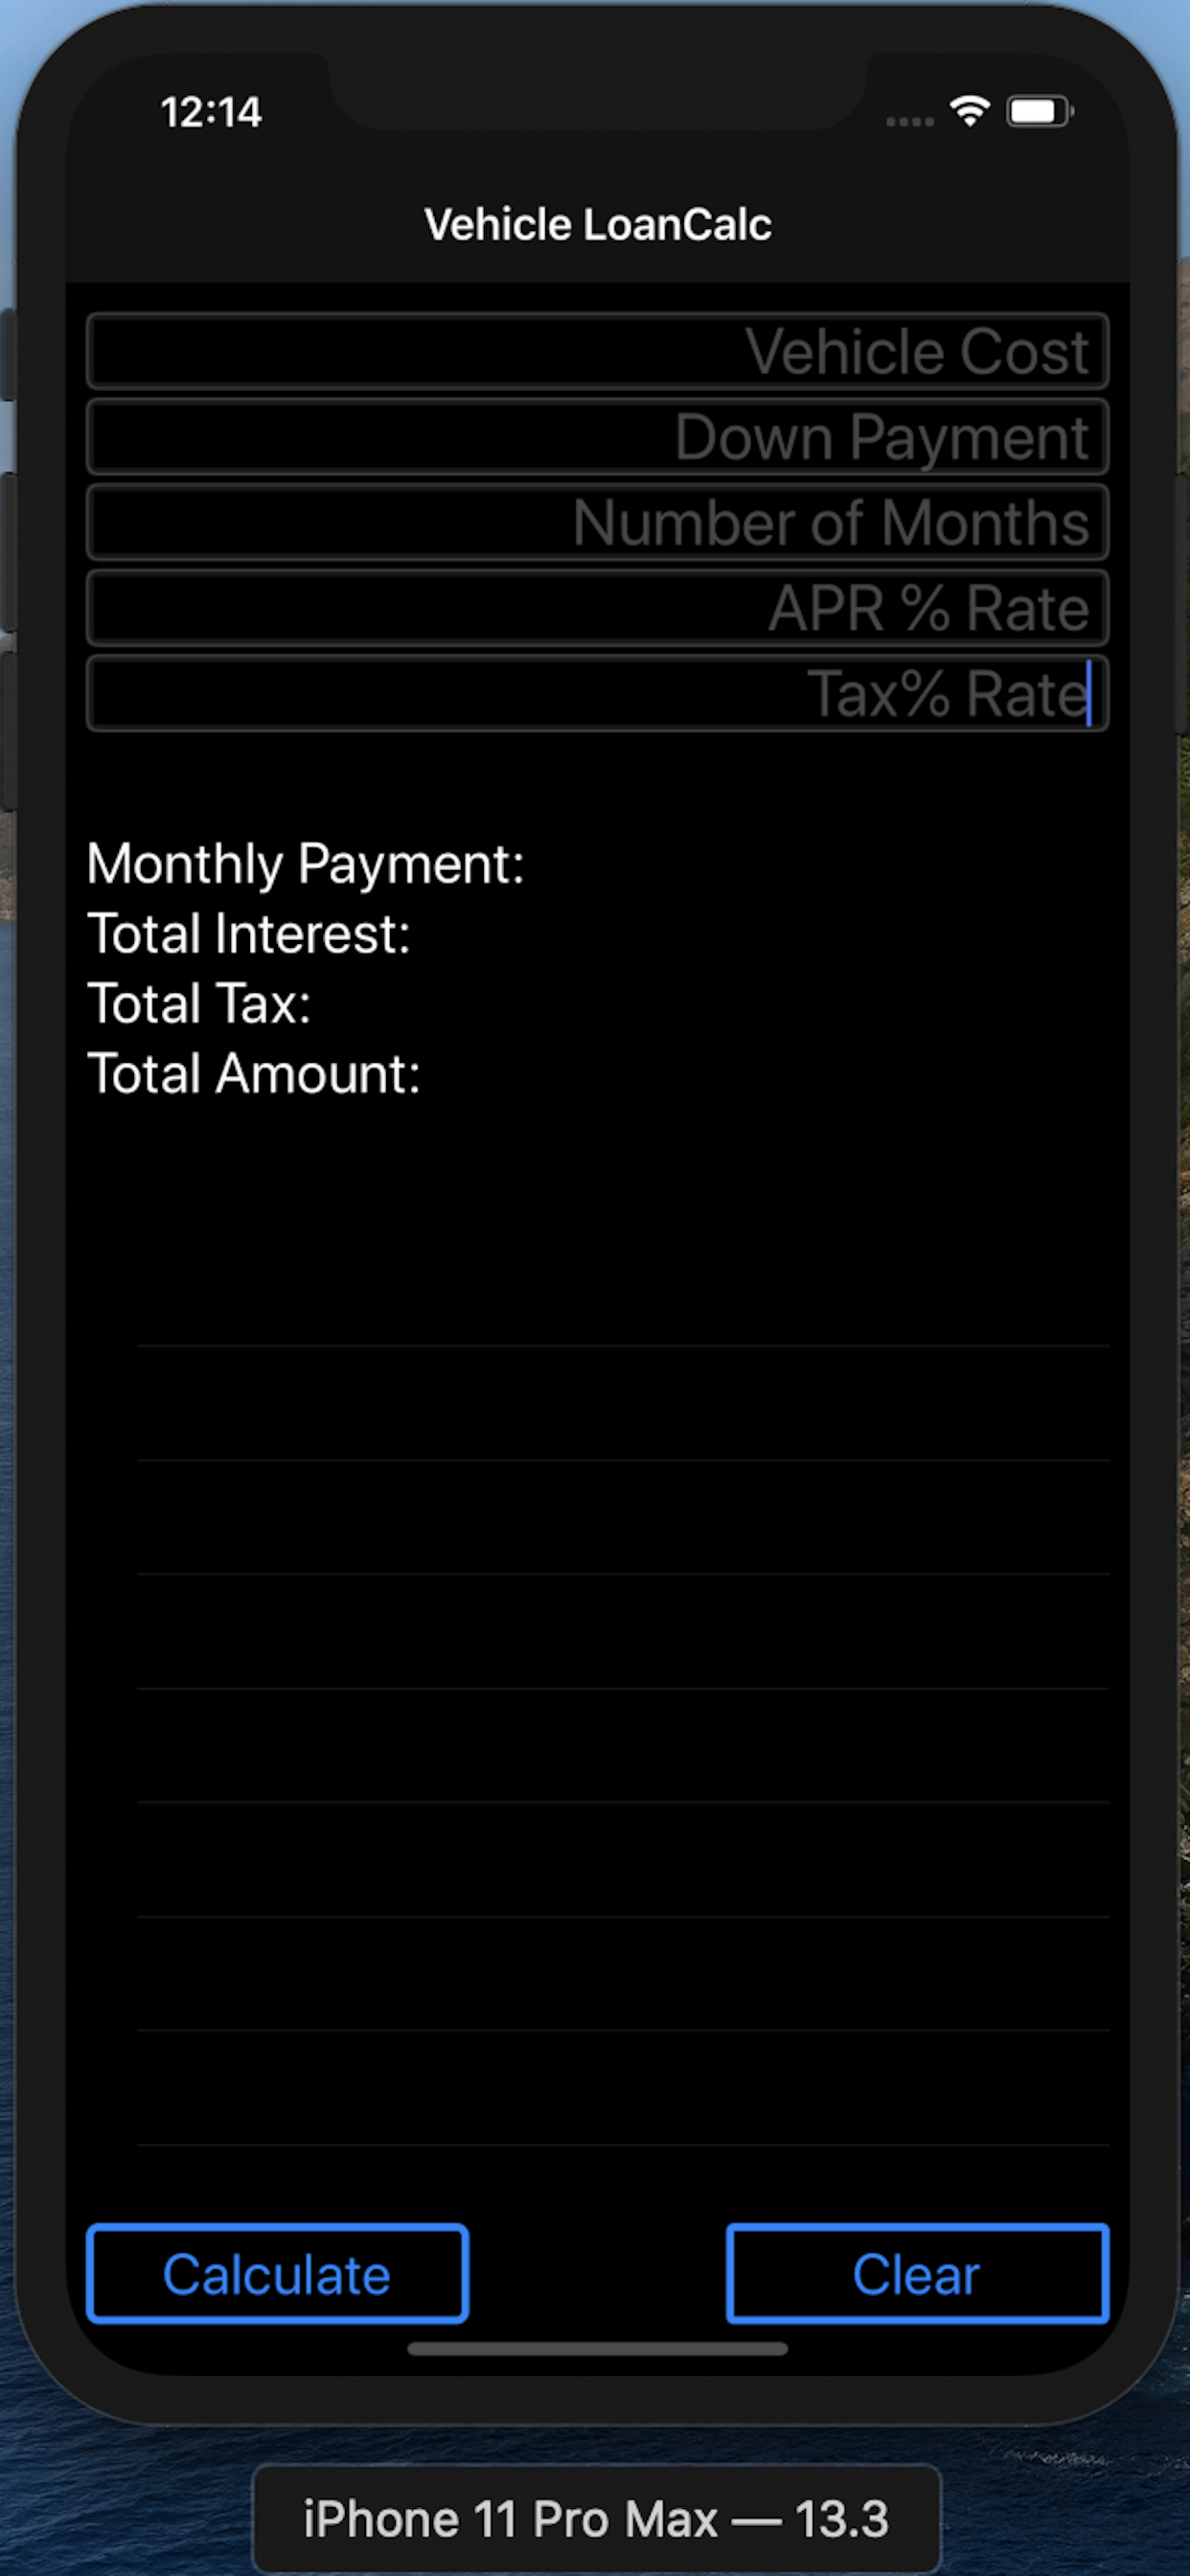 12:14
Vehicle LoanCalc
Vehicle Cost
Down Payment
Number of Months
APR % Rate
Tax% Rate
Monthly Payment:
Total Interest:
Total Tax:
Total Amount:
Calculate Clear
iPhone 11 Pro Max — 13.3